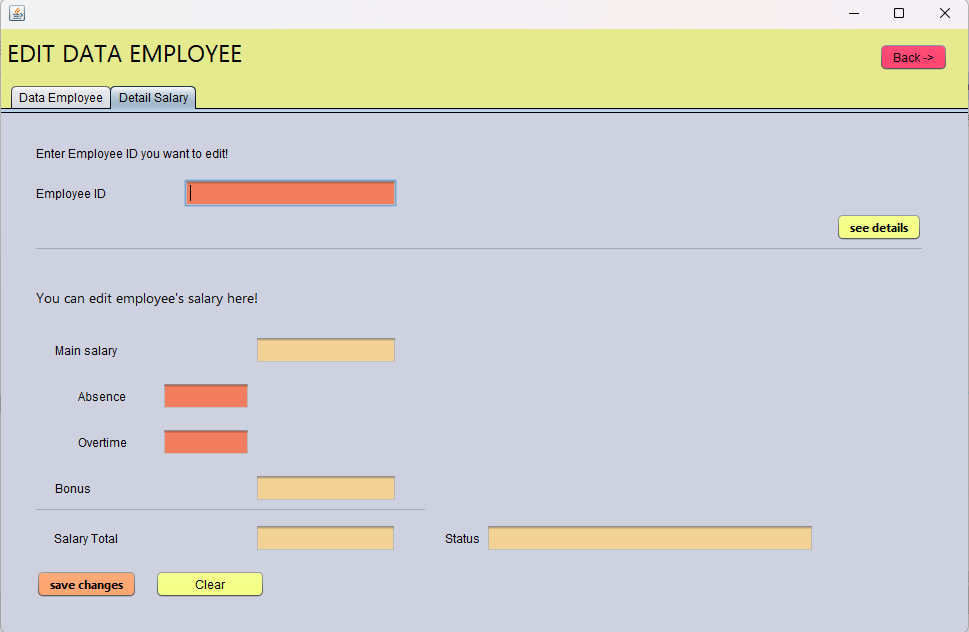 EDIT DATA EMPLOYEE
Back ->
Data Employee
Detail Salary
Enter Employee ID you want to edit!
Employee ID
see details
You can edit employee's salary here!
Main salary
Absence
Overtime
Bonus
Salary Total
Status
save changes
Clear